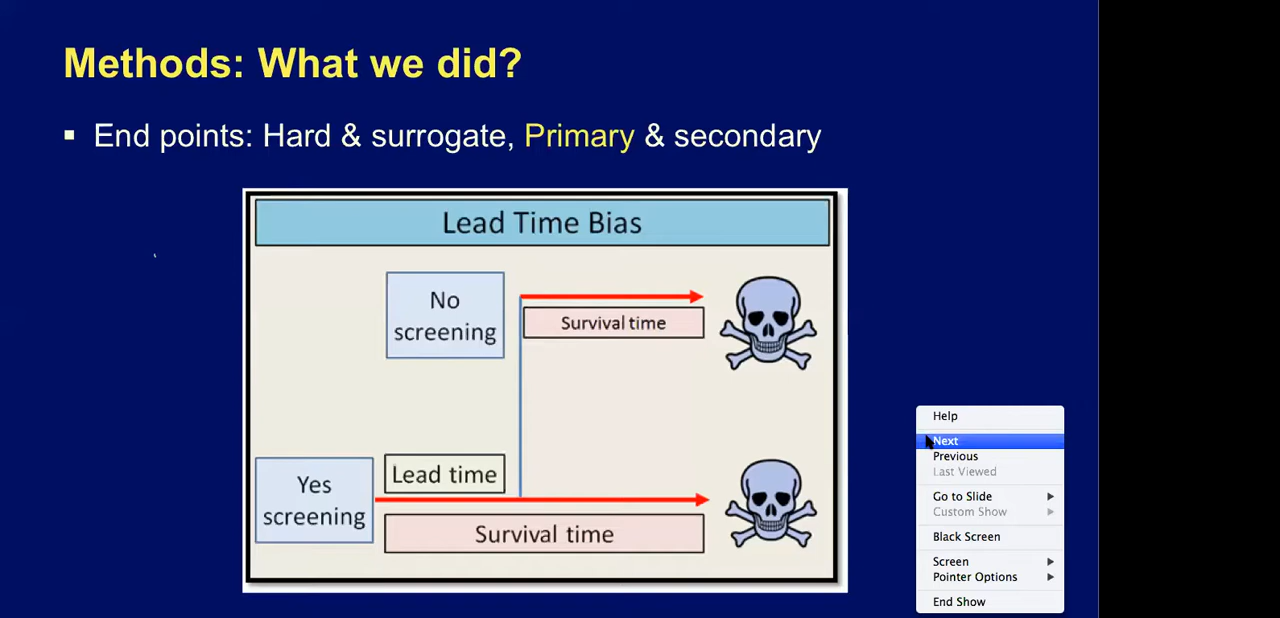 Methods: What we did?
▪ End points: Hard & surrogate, Primary & secondary
Lead Time Bias
No
screening
Survival time
Lead time
Yes
screening
Survival time
Help
Next
Previous
Last Viewed
Go to Slide
Custom Show
Black Screen
Screen
Pointer Options
End Show